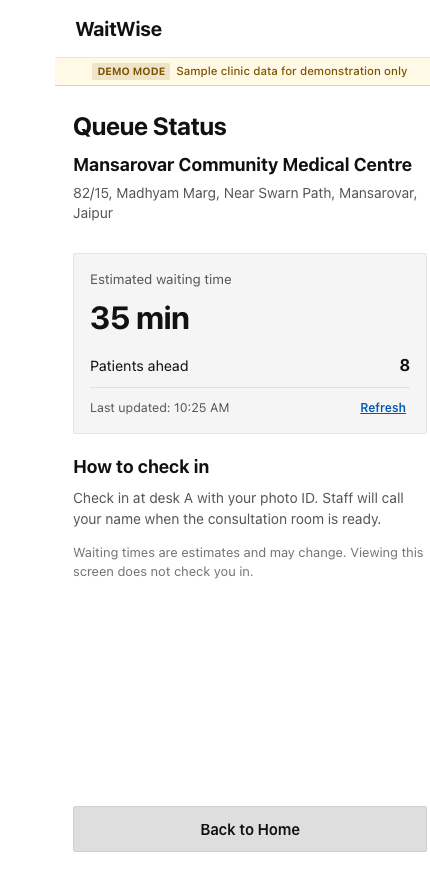 WaitWise
DEMO MODE Sample clinic data for demonstration only
Queue Status
Mansarovar Community Medical Centre
82/15, Madhyam Marg, Near Swarn Path, Mansarovar,
Jaipur
Estimated waiting time
35 min
Patients ahead 8
Last updated: 10:25 AM Refresh
How to check in
Check in at desk A with your photo ID. Staff will call
your name when the consultation room is ready.
Waiting times are estimates and may change. Viewing this
screen does not check you in.
Back to Home